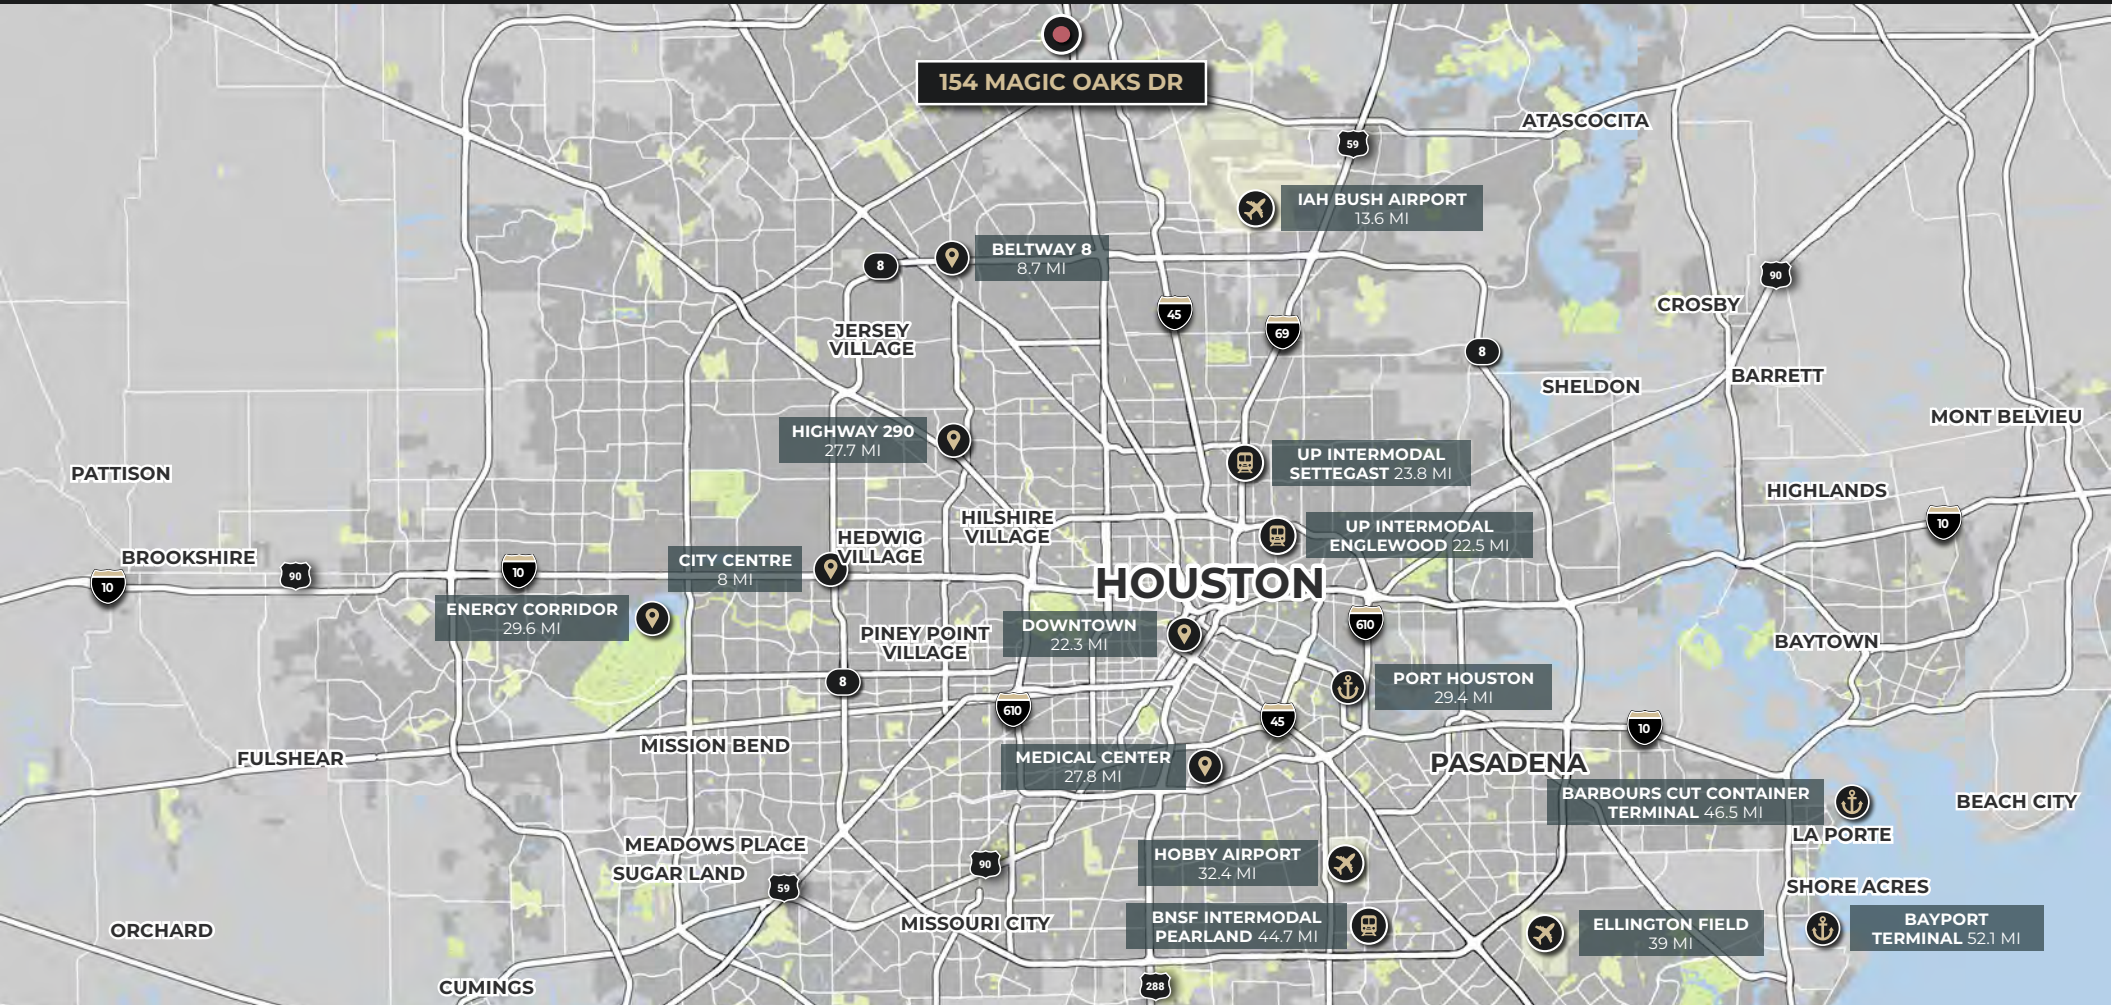 154 MAGIC OAKS DR
ATASCOCITA
59
IAH BUSH AIRPORT
13.6 MI
BELTWAY 8
8.7 MI
8
90
CROSBY
45
69
JERSEY
VILLAGE
8
SHELDON
BARRETT
MONT BELVIEU
HIGHWAY 290
27.7 MI
UP INTERMODAL
SETTEGAST 23.8 MI
PATTISON
HIGHLANDS
HILSHIRE
VILLAGE
UP INTERMODAL
ENGLEWOOD 22.5 MI
10
HEDWIG
VILLAGE
BROOKSHIRE
CITY CENTRE
8 MI
10
90
10
HOUSTON
ENERGY CORRIDOR
29.6 MI
DOWNTOWN
22.3 MI
610
PINEY POINT
VILLAGE
BAYTOWN
8
PORT HOUSTON
29.4 MI
610
45
10
MISSION BEND
FULSHEAR
MEDICAL CENTER
27.8 MI
PASADENA
BARBOURS CUT CONTAINER
TERMINAL 46.5 MI
BEACH CITY
LA PORTE
MEADOWS PLACE
SUGAR LAND
90
HOBBY AIRPORT
32.4 MI
59
SHORE ACRES
ORCHARD
MISSOURI CITY
BNSF INTERMODAL
PEARLAND 44.7 MI
ELLINGTON FIELD
39 MI
BAYPORT
TERMINAL 52.1 MI
CUMINGS
288